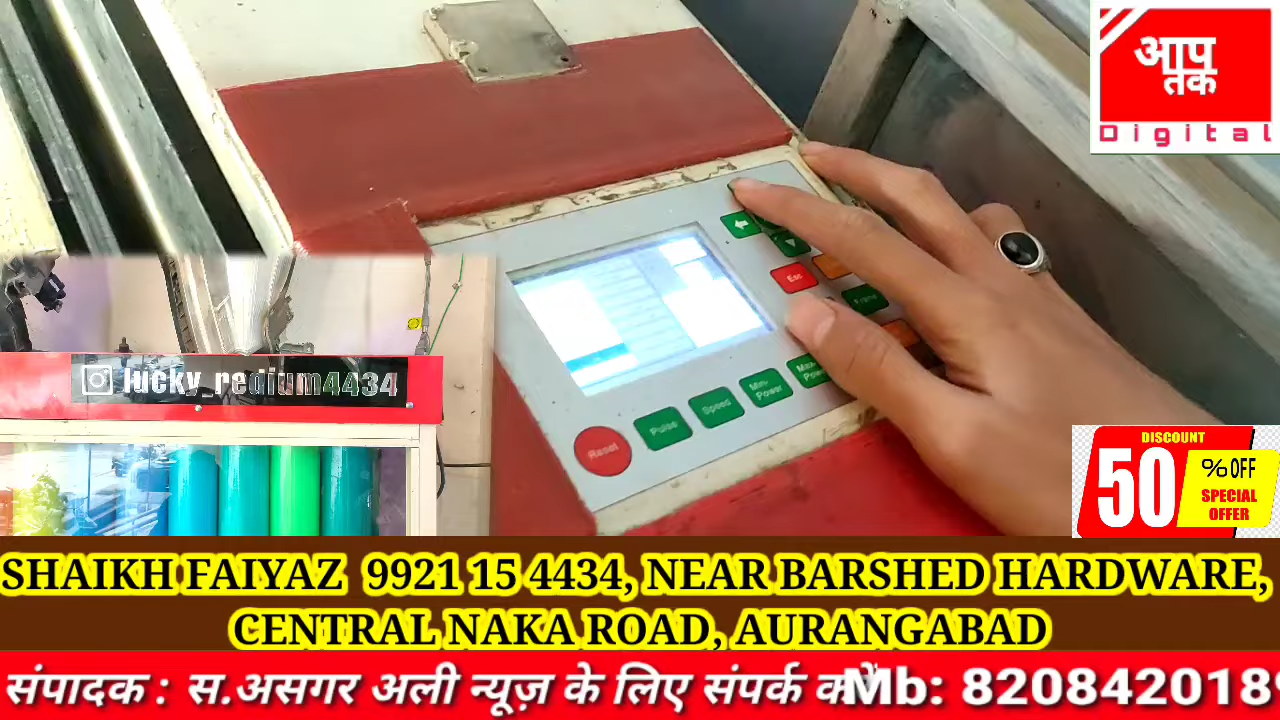 आप
तक
Digital
Esc
Frame
Min-
Power
Max-
Speed
Pulse
Reset
lucky_redium4434
DISCOUNT
50
%OFF
SPECIAL
OFFER
SHAIKH FAIYAZ 9921 15 4434, NEAR BARSHED HARDWARE,
CENTRAL NAKA ROAD, AURANGABAD
संपादक : स.असगर अली न्यूज़ के लिए संपर्क Mb: 820842018